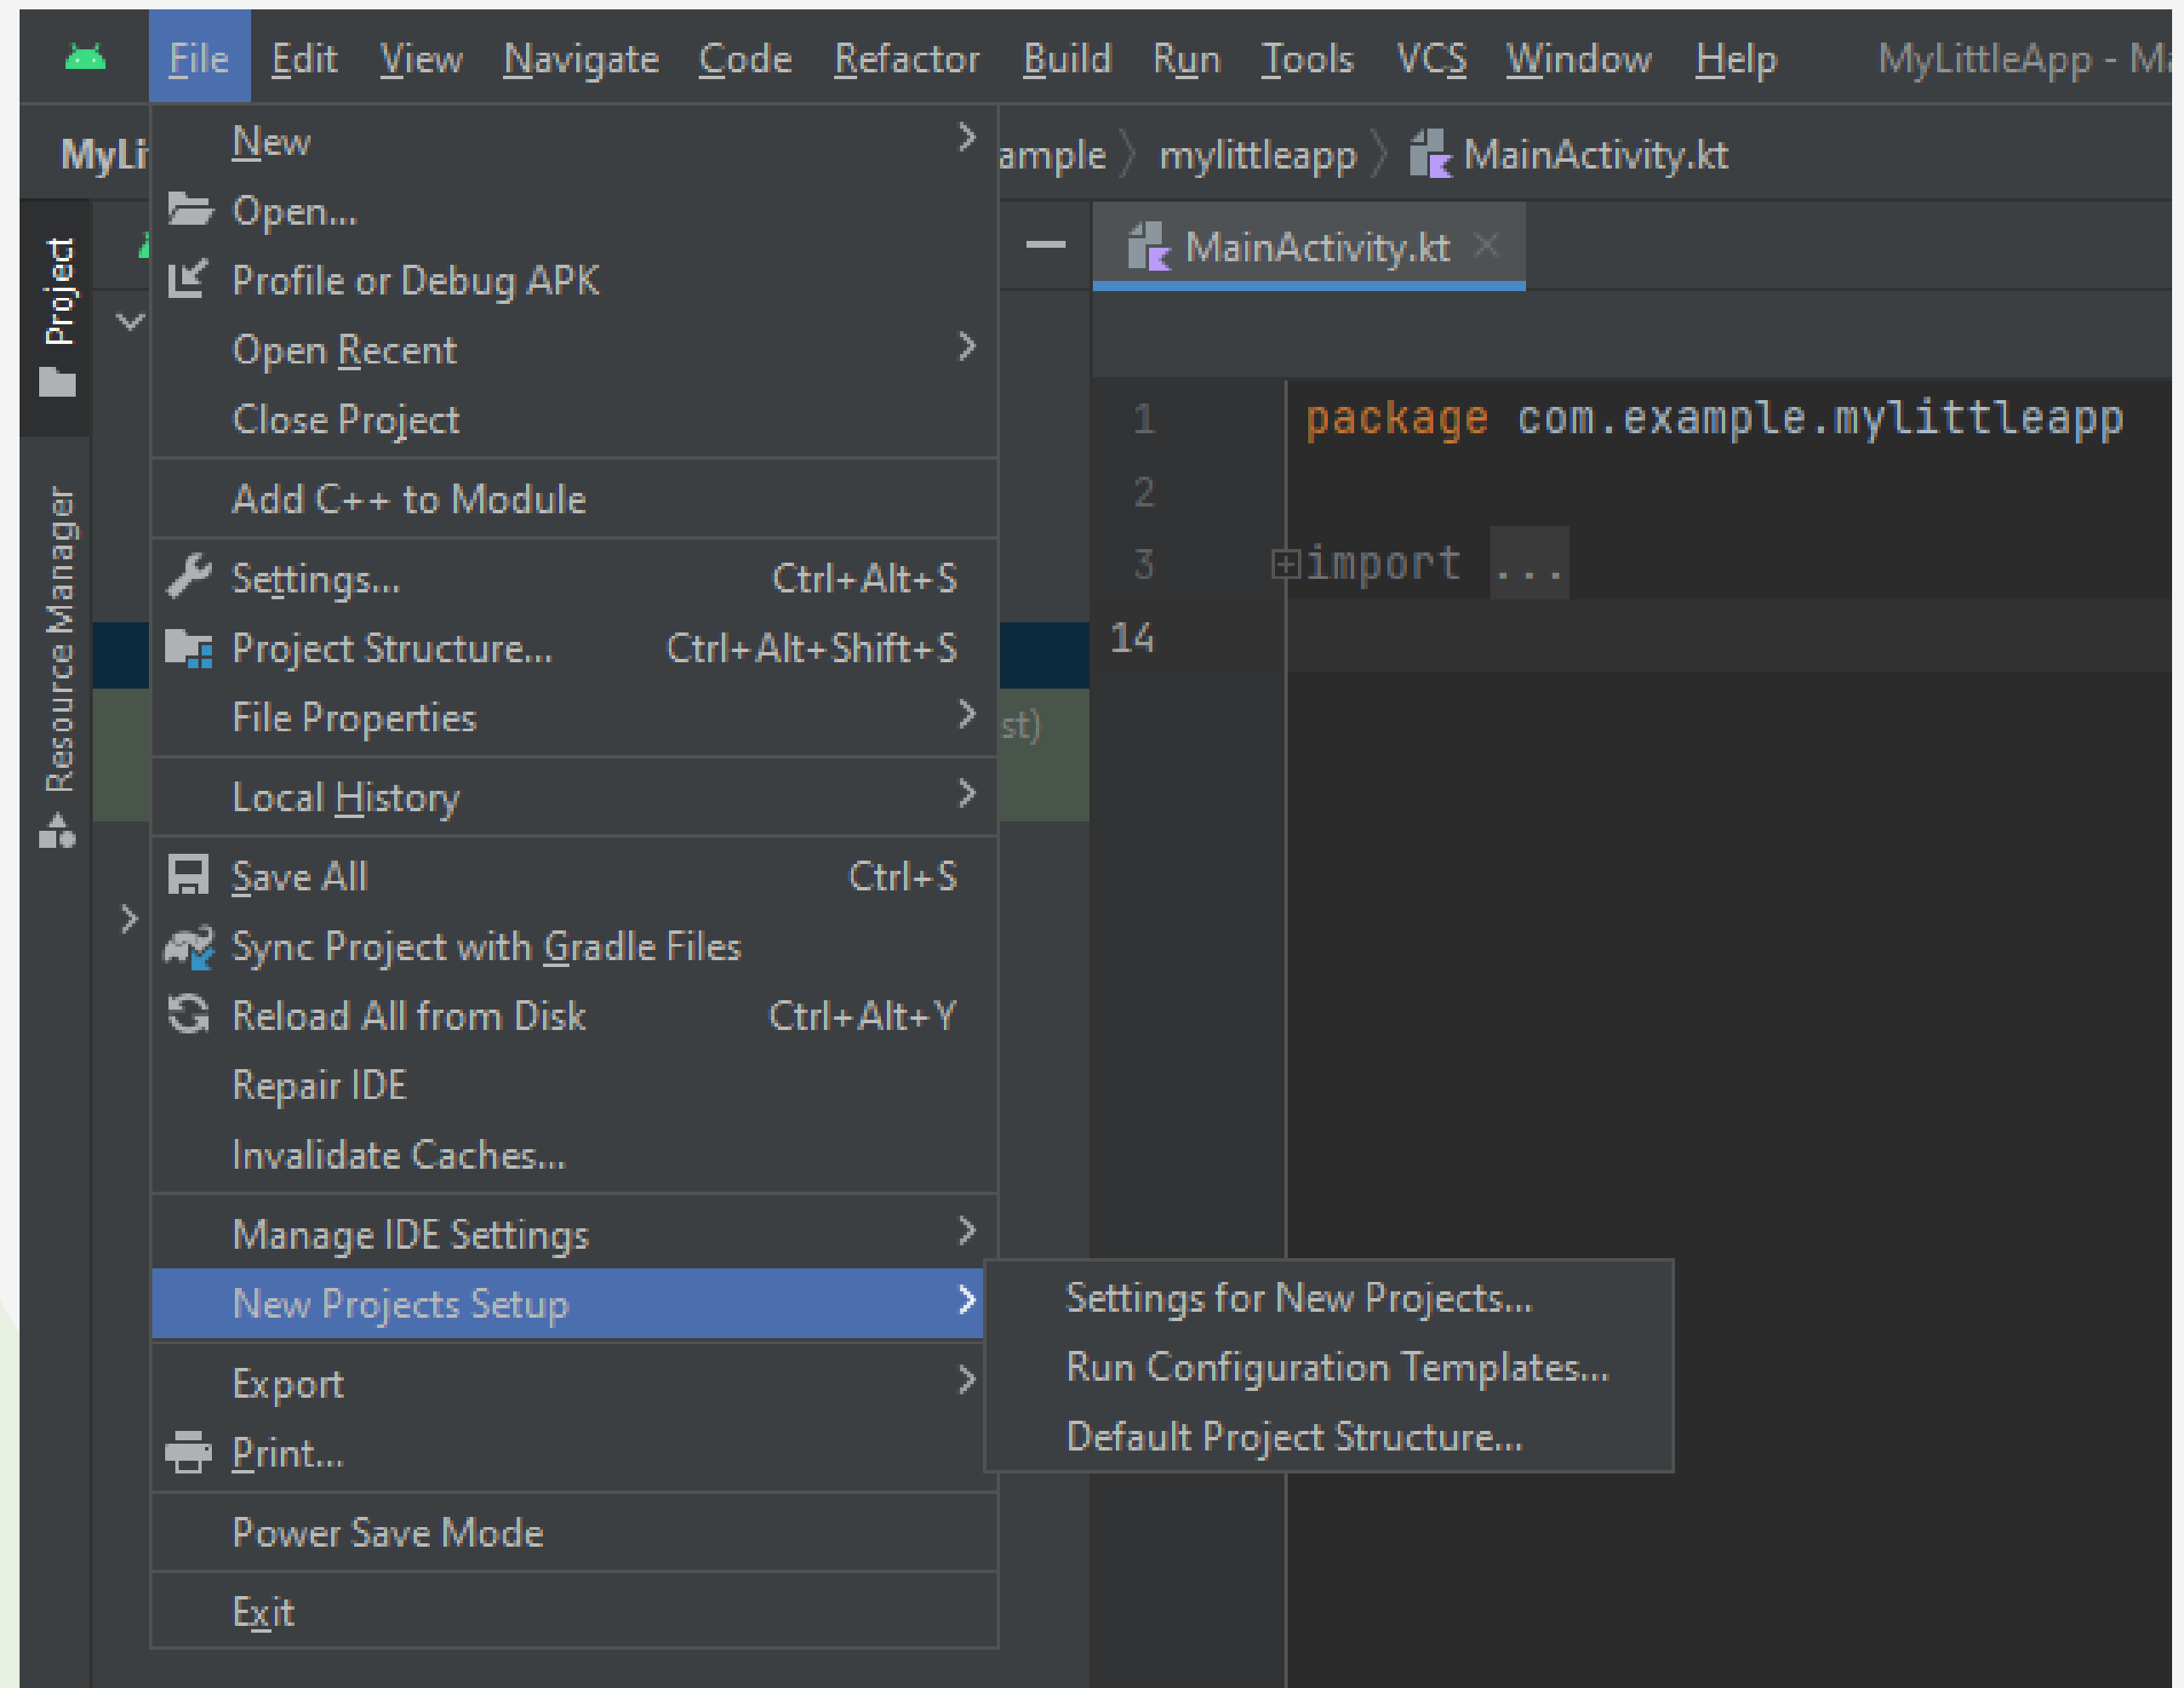 File Edit View Navigate Code Refactor Build Run Tools VCS Window Help MyLittleApp -
mylittleapp MainActivity.kt
Project
Resource Manager
MainActivity.kt
New
Open...
Profile or Debug APK
Open Recent
Close Project
Add C++ to Module
Settings... Ctrl+Alt+S
Project Structure... Ctrl+Alt+Shift+S
File Properties
Local History
Save All Ctrl+S
Sync Project with Gradle Files
Reload All from Disk Ctrl+Alt+Y
Repair IDE
Invalidate Caches...
Manage IDE Settings
New Projects Setup
Export
Print...
Power Save Mode
Exit
Settings for New Projects...
Run Configuration Templates...
Default Project Structure...
1 package com.example.mylittleapp
2
3 import ...
14